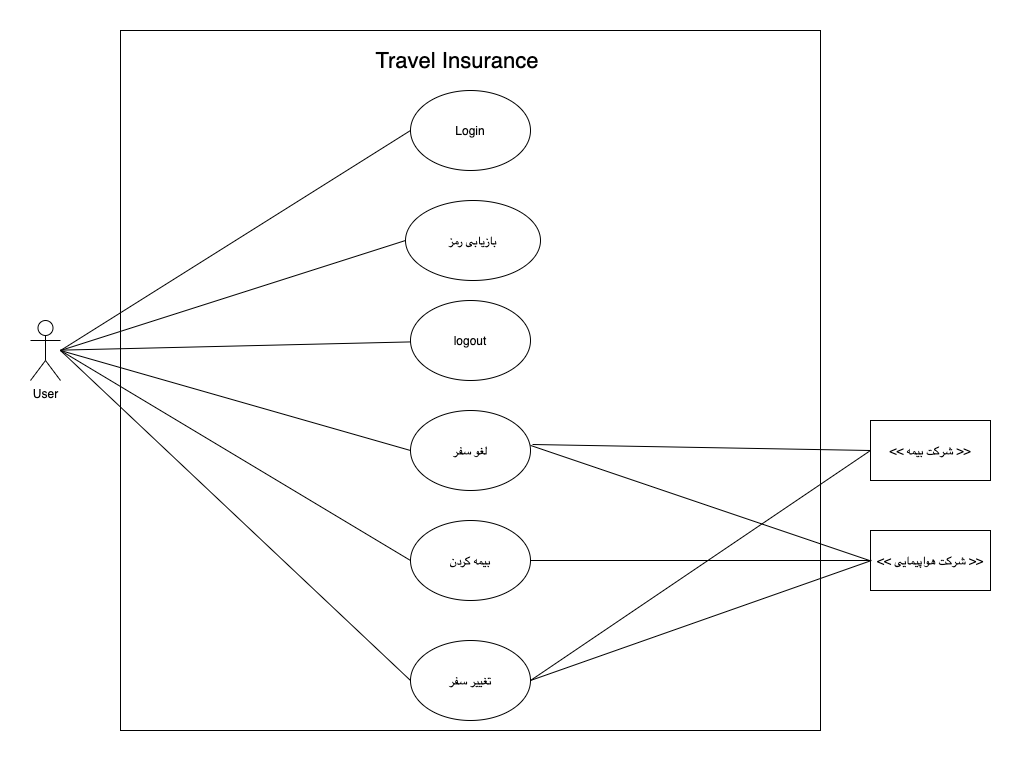 Travel Insurance
Login
بازیابی رمز
logout
User
لغو سفر
<< شرکت بیمه >>
بیمه کردن
<< شرکت هواپیمایی >>
تغییر سفر